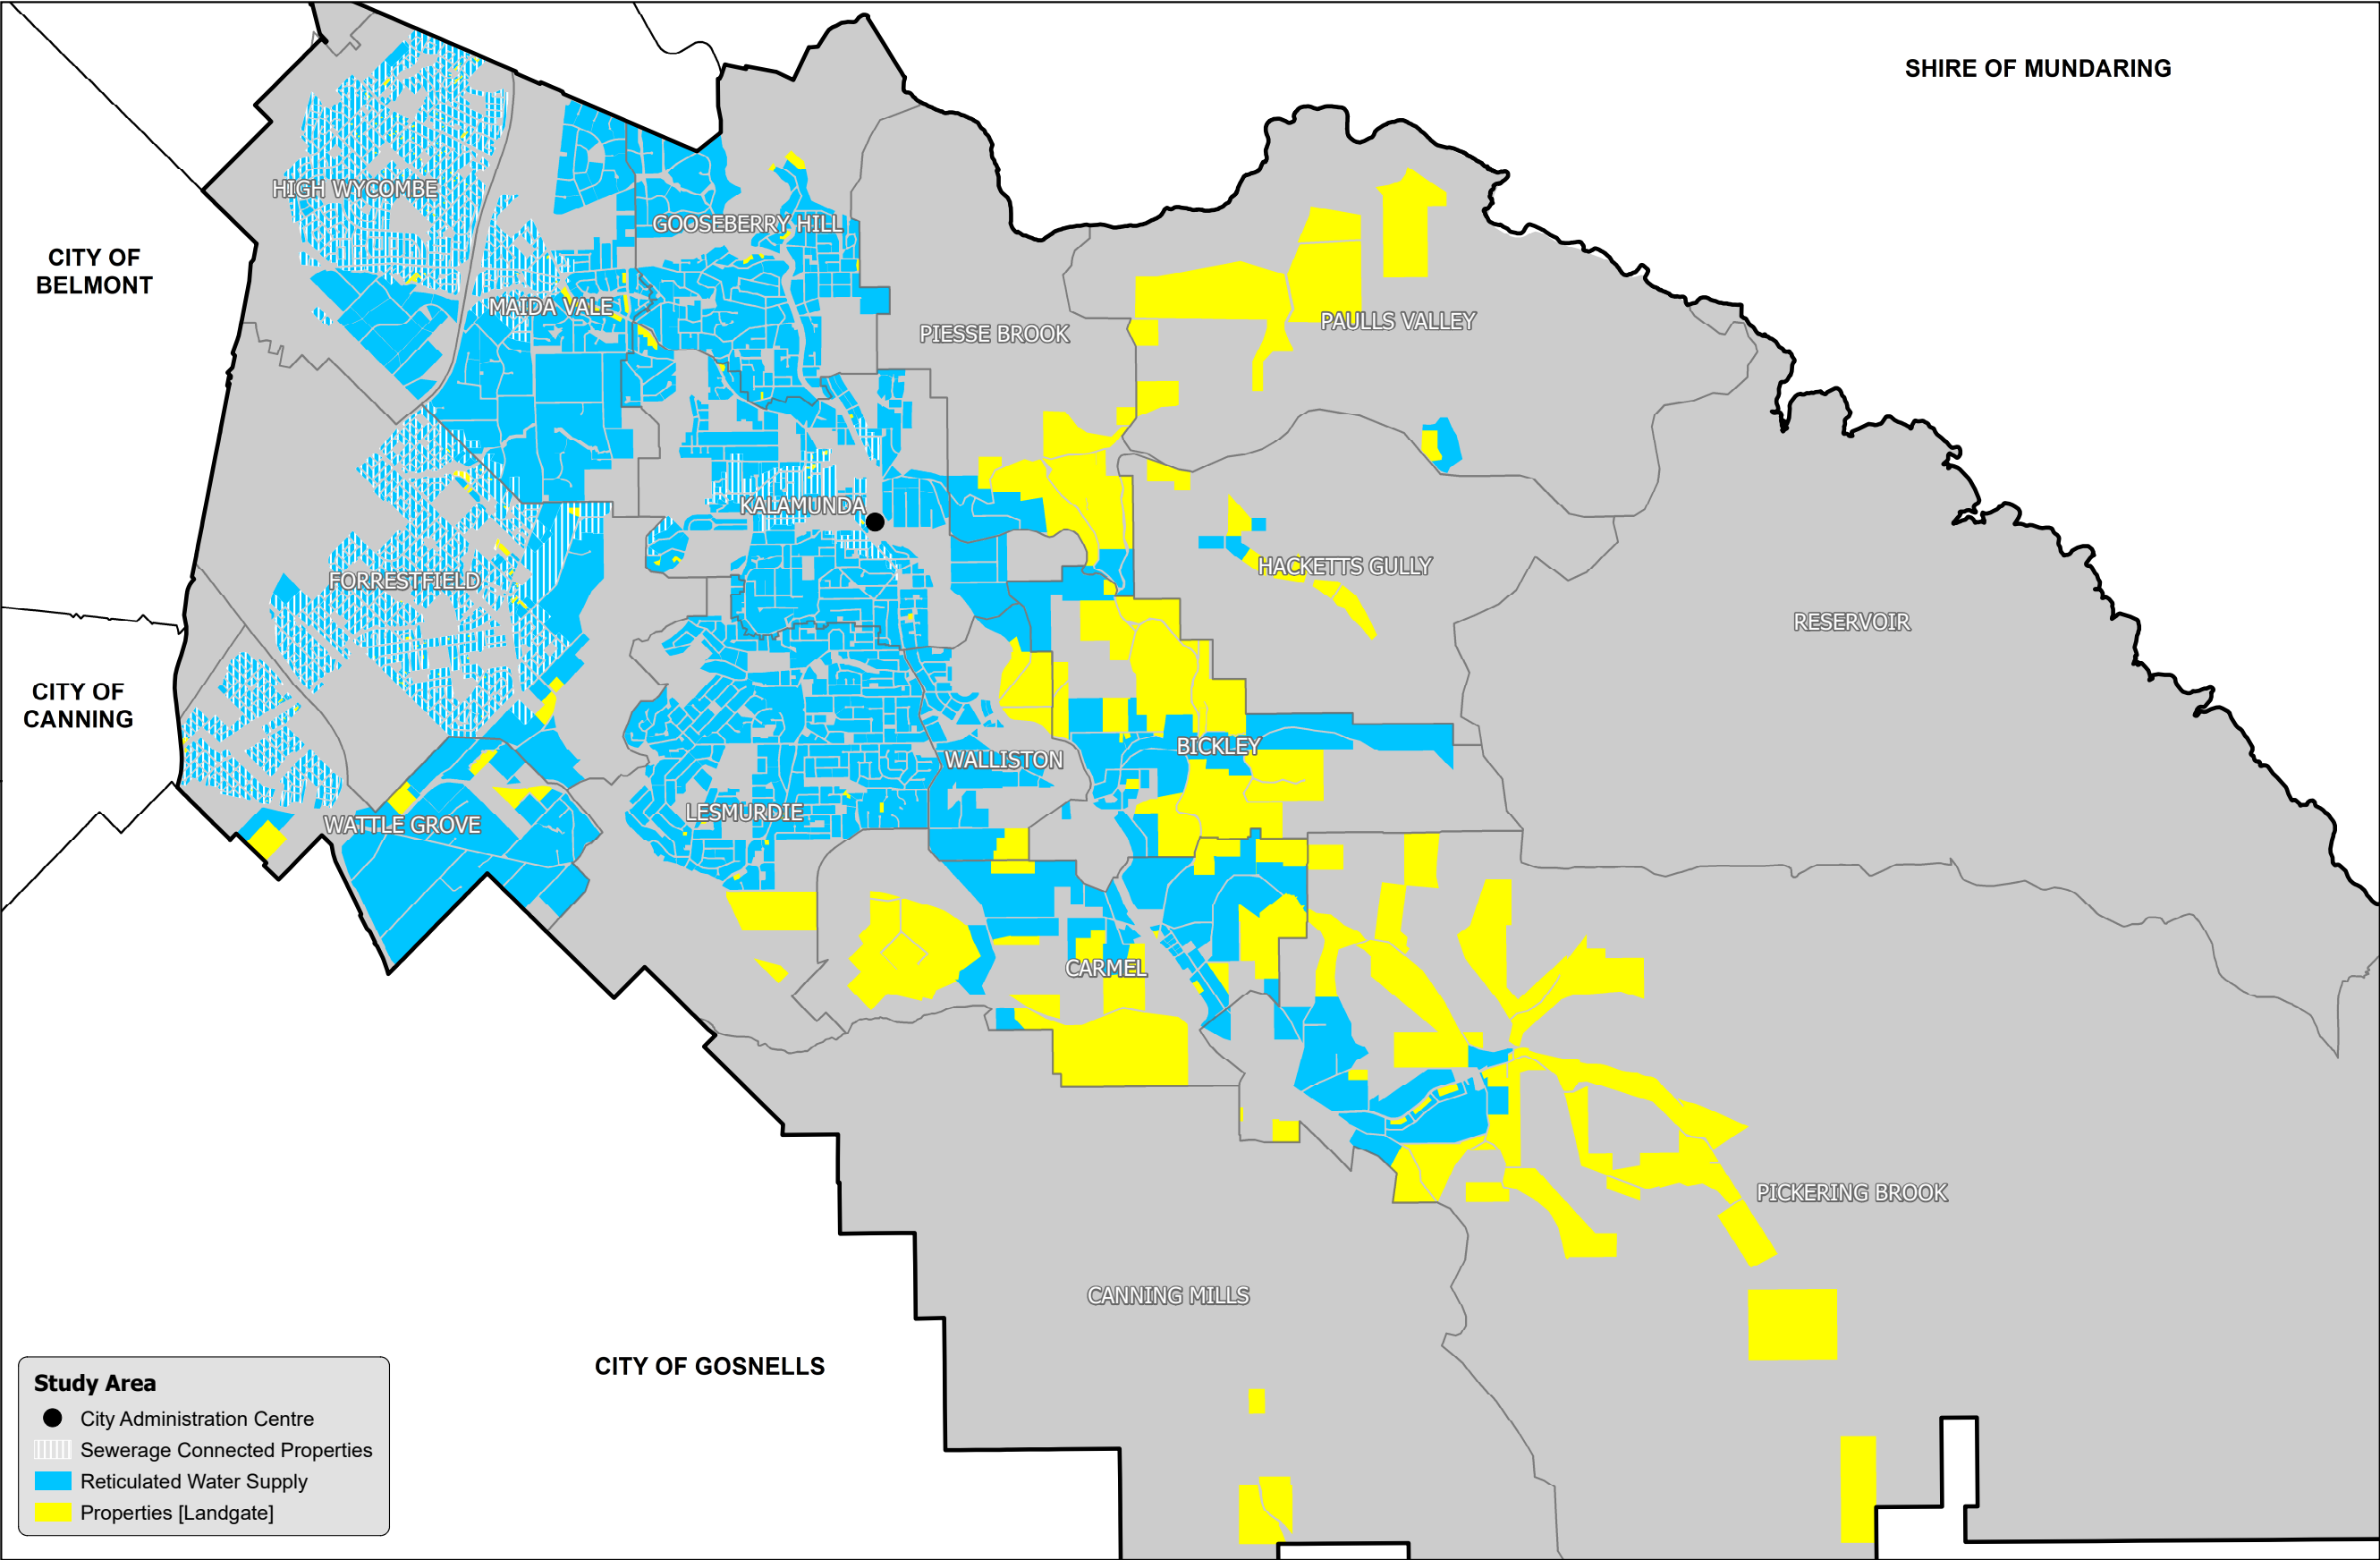 SHIRE OF MUNDARING
HIGH WYCOMBE
GOOSEBERRY HILL
CITY OF
BELMONT
MAIDA VALE
PIESSE BROOK
PAULLS VALLEY
KALAMUNDA
HACKETTS GULLY
FORRESTFIELD
RESERVOIR
CITY OF
CANNING
BICKLEY
WALLISTON
LESMURDIE
WATTLE GROVE
CARMEL
PICKERING BROOK
CANNING MILLS
CITY OF GOSNELLS
Study Area
City Administration Centre
Sewerage Connected Properties
Reticulated Water Supply
Properties [Landgate]